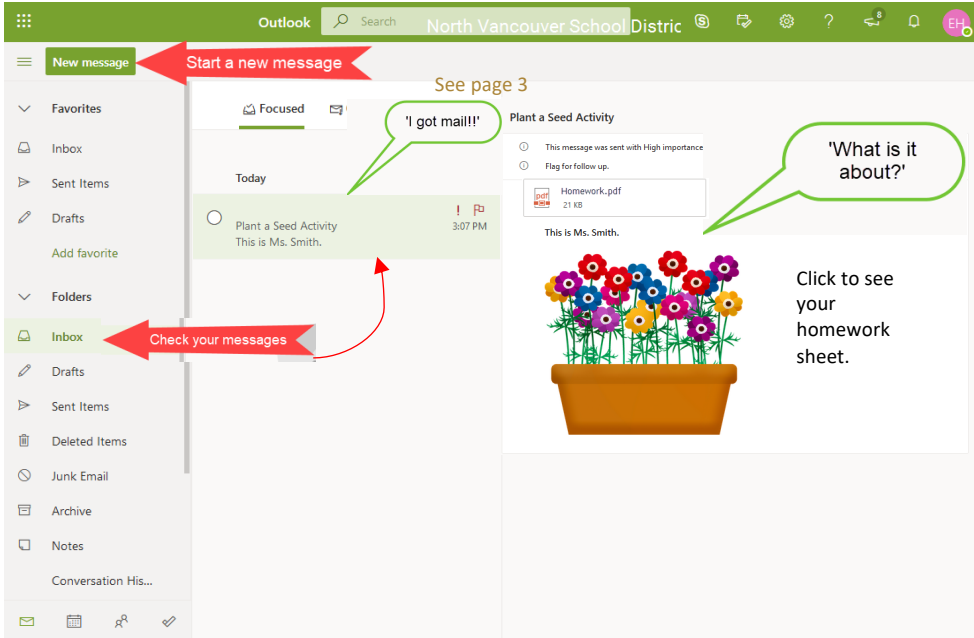 Outlook
Search
North Vancouver School Distric
8
EH
New message
Start a new message
See page 3
Favorites
Inbox
Sent Items
Drafts
Add favorite
Folders
Inbox
Check your messages
Drafts
Sent Items
Deleted Items
Junk Email
Archive
Notes
Conversation His...
Focused
'I got mail!!'
Today
Plant a Seed Activity
3:07 PM
This is Ms. Smith.
Plant a Seed Activity
This message was sent with High importance
Flag for follow up.
pdf
Homework.pdf
21 KB
This is Ms. Smith.
'What is it
about?'
Click to see
your
homework
sheet.